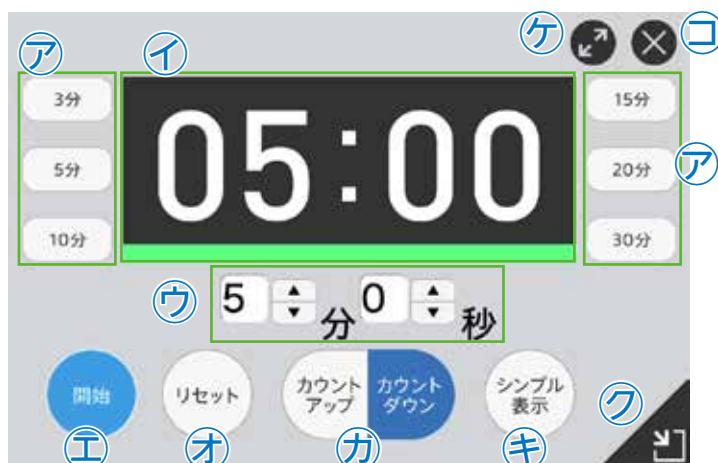 ケ
コ
ア
イ
3分
5分
10分
05:00
15分
20分
30分
ア
ウ
5 分 0 秒
開始
リセット
カウント
アップ
カウント
ダウン
シンプル
表示
ク
エ
オ
カ
キ